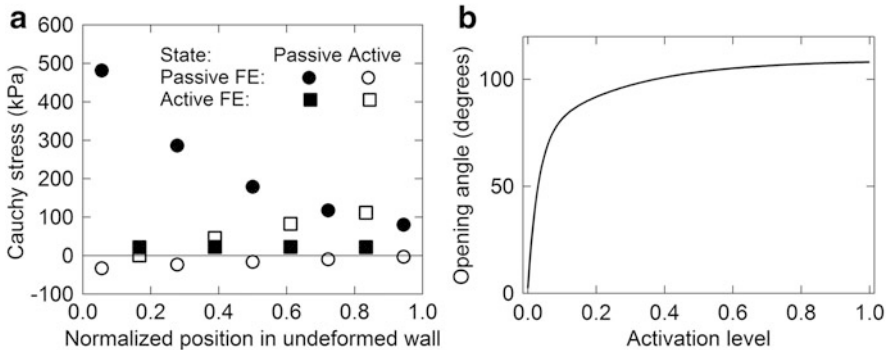 a
600
500
400
300
200
100
0
-100
Cauchy stress (kPa)
State: Passive Active
Passive FE:
Active FE:
0.0 0.2 0.4 0.6 0.8 1.0
Normalized position in undeformed wall
b
100
50
0
Opening angle (degrees)
0.0 0.2 0.4 0.6 0.8 1.0
Activation level